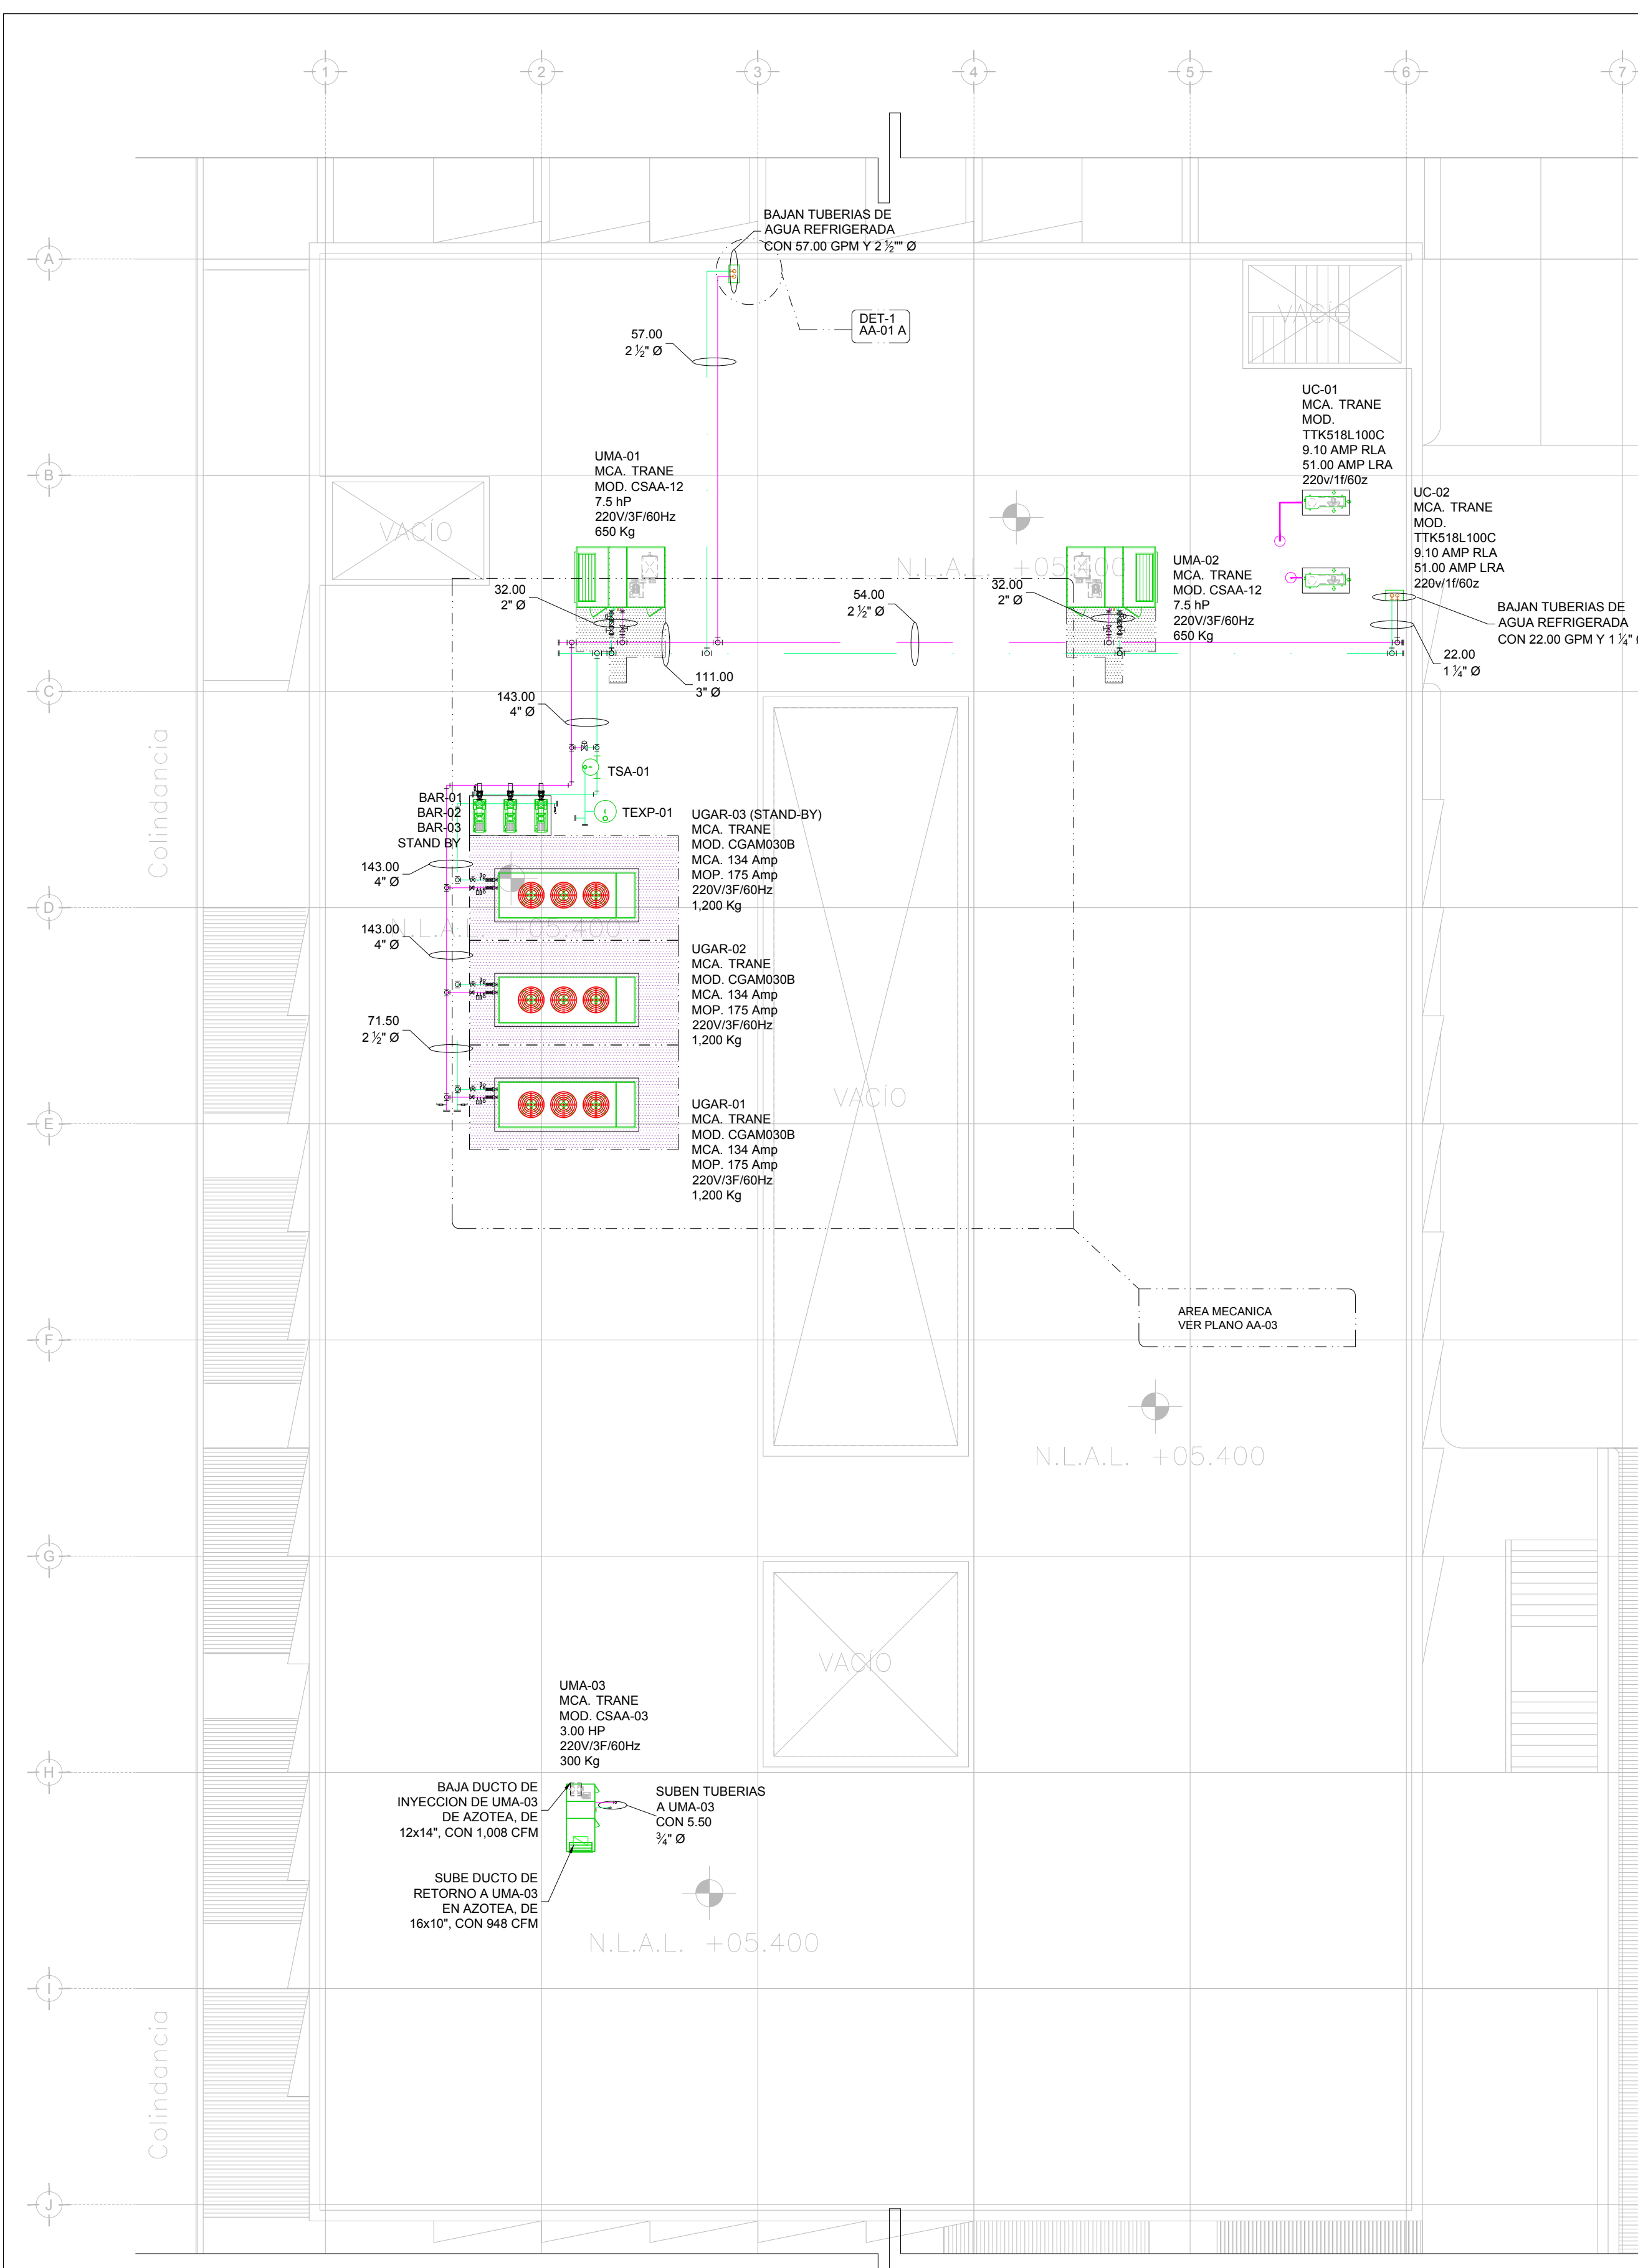 1
2
3
4
5
6
7
A
B
C
D
E
F
G
H
I
J
BAJAN TUBERIAS DE
AGUA REFRIGERADA
CON 57.00 GPM Y 2 ½"" Ø
DET-1
AA-01 A
57.00
2 ½" Ø
VACÍO
UC-01
MCA. TRANE
MOD.
TTK518L100C
9.10 AMP RLA
51.00 AMP LRA
220v/1f/60z
UMA-01
MCA. TRANE
MOD. CSAA-12
7.5 hP
220V/3F/60Hz
650 Kg
VACÍO
UC-02
MCA. TRANE
MOD.
TTK518L100C
9.10 AMP RLA
51.00 AMP LRA
220v/1f/60z
N.L.A.L. +05.400
UMA-02
MCA. TRANE
MOD. CSAA-12
7.5 hP
220V/3F/60Hz
650 Kg
32.00
2" Ø
54.00
2 ½" Ø
32.00
2" Ø
BAJAN TUBERIAS DE
AGUA REFRIGERADA
CON 22.00 GPM Y 1 ¼"
22.00
1 ¼" Ø
111.00
3" Ø
143.00
4" Ø
Colindancia
TSA-01
TEXP-01
BAR-01
BAR-02
BAR-03
STAND BY
UGAR-03 (STAND-BY)
MCA. TRANE
MOD. CGAM030B
MCA. 134 Amp
MOP. 175 Amp
220V/3F/60Hz
1,200 Kg
143.00
4" Ø
N.L.A.L. +05.400
143.00
4" Ø
UGAR-02
MCA. TRANE
MOD. CGAM030B
MCA. 134 Amp
MOP. 175 Amp
220V/3F/60Hz
1,200 Kg
71.50
2 ½" Ø
VACÍO
UGAR-01
MCA. TRANE
MOD. CGAM030B
MCA. 134 Amp
MOP. 175 Amp
220V/3F/60Hz
1,200 Kg
AREA MECANICA
VER PLANO AA-03
N.L.A.L. +05.400
VACÍO
UMA-03
MCA. TRANE
MOD. CSAA-03
3.00 HP
220V/3F/60Hz
300 Kg
BAJA DUCTO DE
INYECCION DE UMA-03
DE AZOTEA, DE
12x14", CON 1,008 CFM
SUBEN TUBERIAS
A UMA-03
CON 5.50
¾" Ø
SUBE DUCTO DE
RETORNO A UMA-03
EN AZOTEA, DE
16x10", CON 948 CFM
N.L.A.L. +05.400
Colindancia